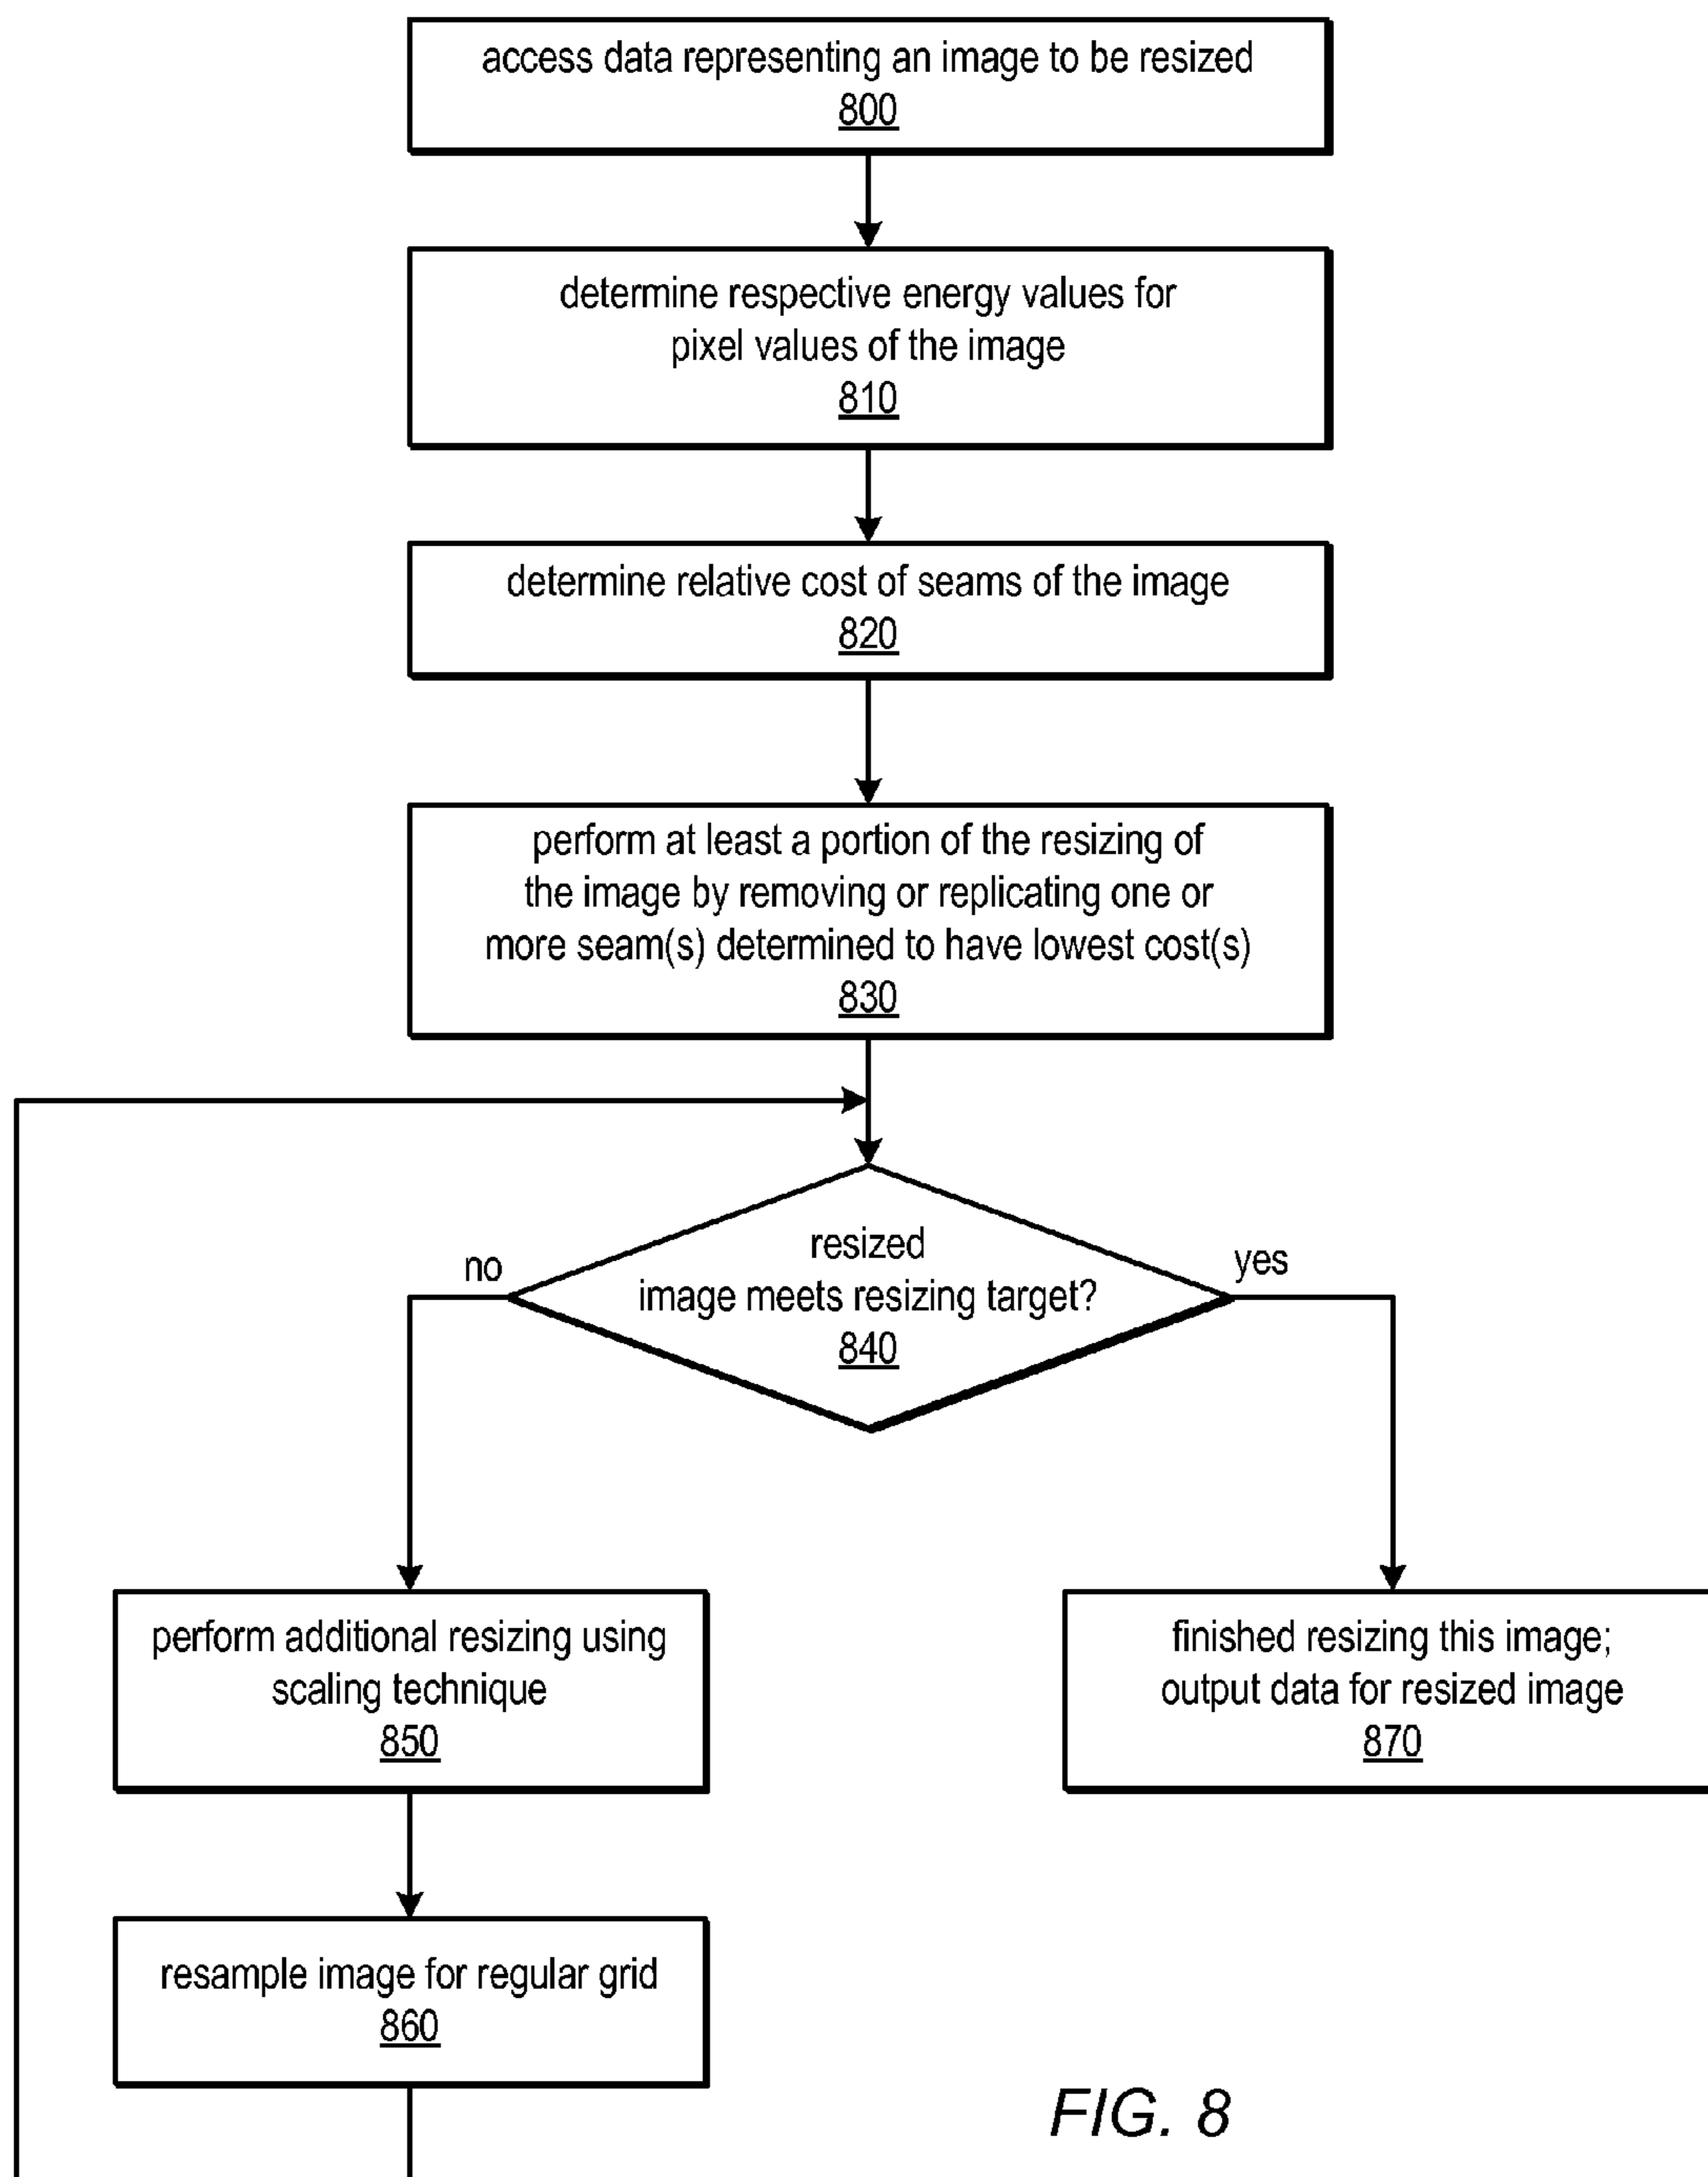 access data representing an image to be resized
800
determine respective energy values for
pixel values of the image
810
determine relative cost of seams of the image
820
perform at least a portion of the resizing of
the image by removing or replicating one or
more seam(s) determined to have lowest cost(s)
830
resized
image meets resizing target?
840
no
yes
perform additional resizing using
scaling technique
850
finished resizing this image;
output data for resized image
870
resample image for regular grid
860
FIG. 8